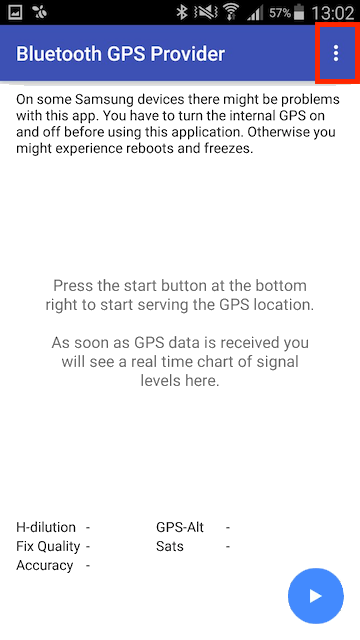 57% 13:02
Bluetooth GPS Provider
On some Samsung devices there might be problems
with this app. You have to turn the internal GPS on
and off before using this application. Otherwise you
might experience reboots and freezes.
Press the start button at the bottom
right to start serving the GPS location.
As soon as GPS data is received you
will see a real time chart of signal
levels here.
H-dilution - GPS-Alt -
Fix Quality - Sats -
Accuracy -